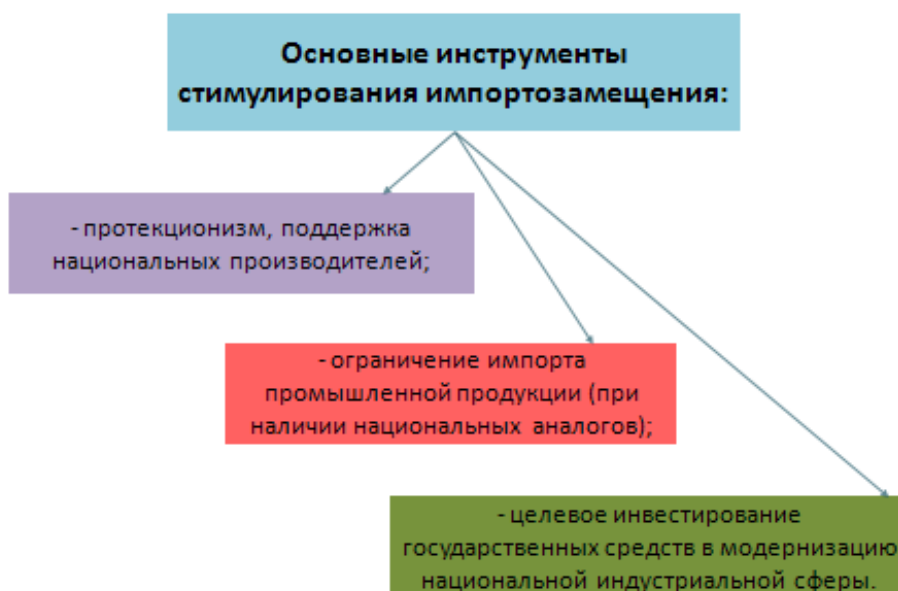 Основные инструменты
стимулирования импортозамещения:
- протекционизм, поддержка
национальных производителей;
- ограничение импорта
промышленной продукции (при
наличии национальных аналогов);
- целевое инвестирование
государственных средств в модернизацию
национальной индустриальной сферы.